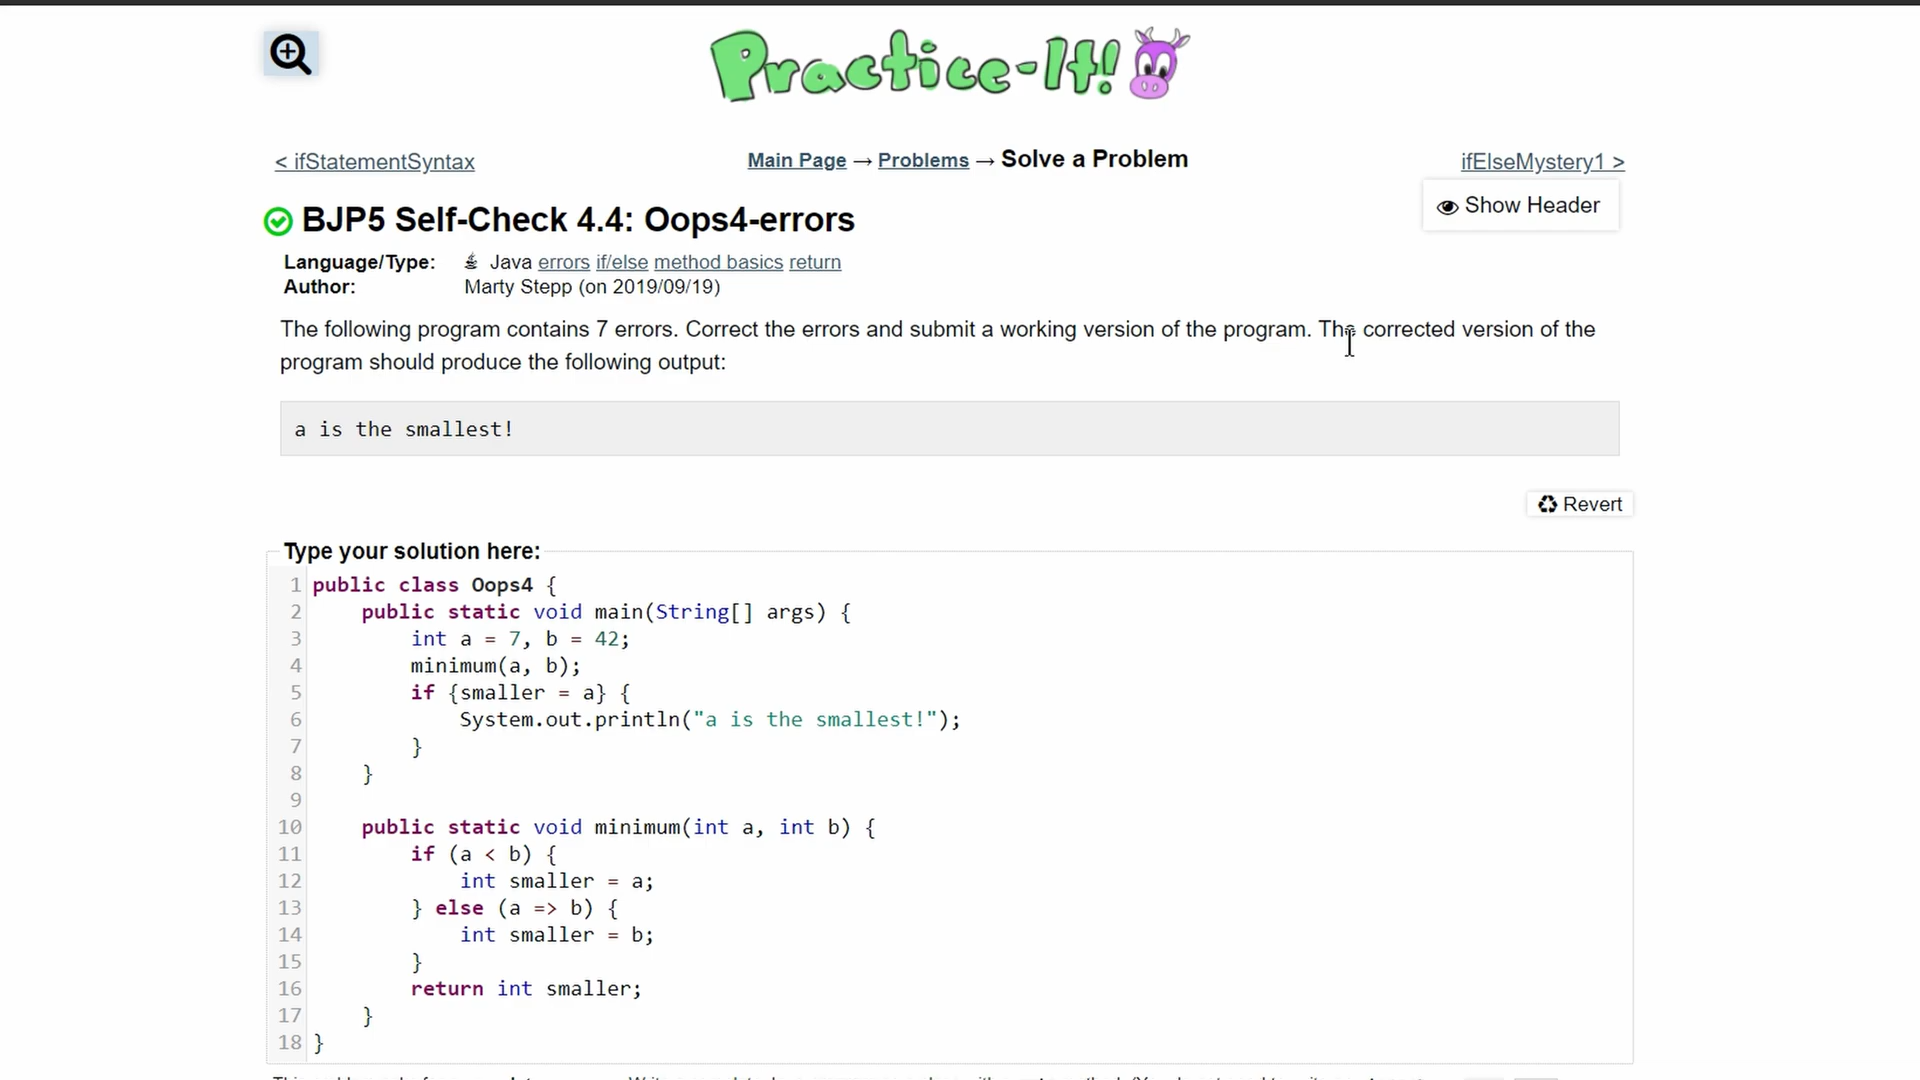 Practice-It!
< ifStatementSyntax
Main Page → Problems → Solve a Problem
ifElseMystery1 >
Show Header
BJP5 Self-Check 4.4: Oops4-errors
Language/Type: Java errors if/else method basics return
Author: Marty Stepp (on 2019/09/19)
The following program contains 7 errors. Correct the errors and submit a working version of the program. The corrected version of the
program should produce the following output:
a is the smallest!
Revert
Type your solution here:
1 public class Oops4 {
2     public static void main(String[] args) {
3         int a = 7, b = 42;
4         minimum(a, b);
5         if {smaller = a} {
6             System.out.println("a is the smallest!");
7         }
8     }
9
10     public static void minimum(int a, int b) {
11         if (a < b) {
12             int smaller = a;
13         } else (a => b) {
14             int smaller = b;
15         }
16         return int smaller;
17     }
18 }